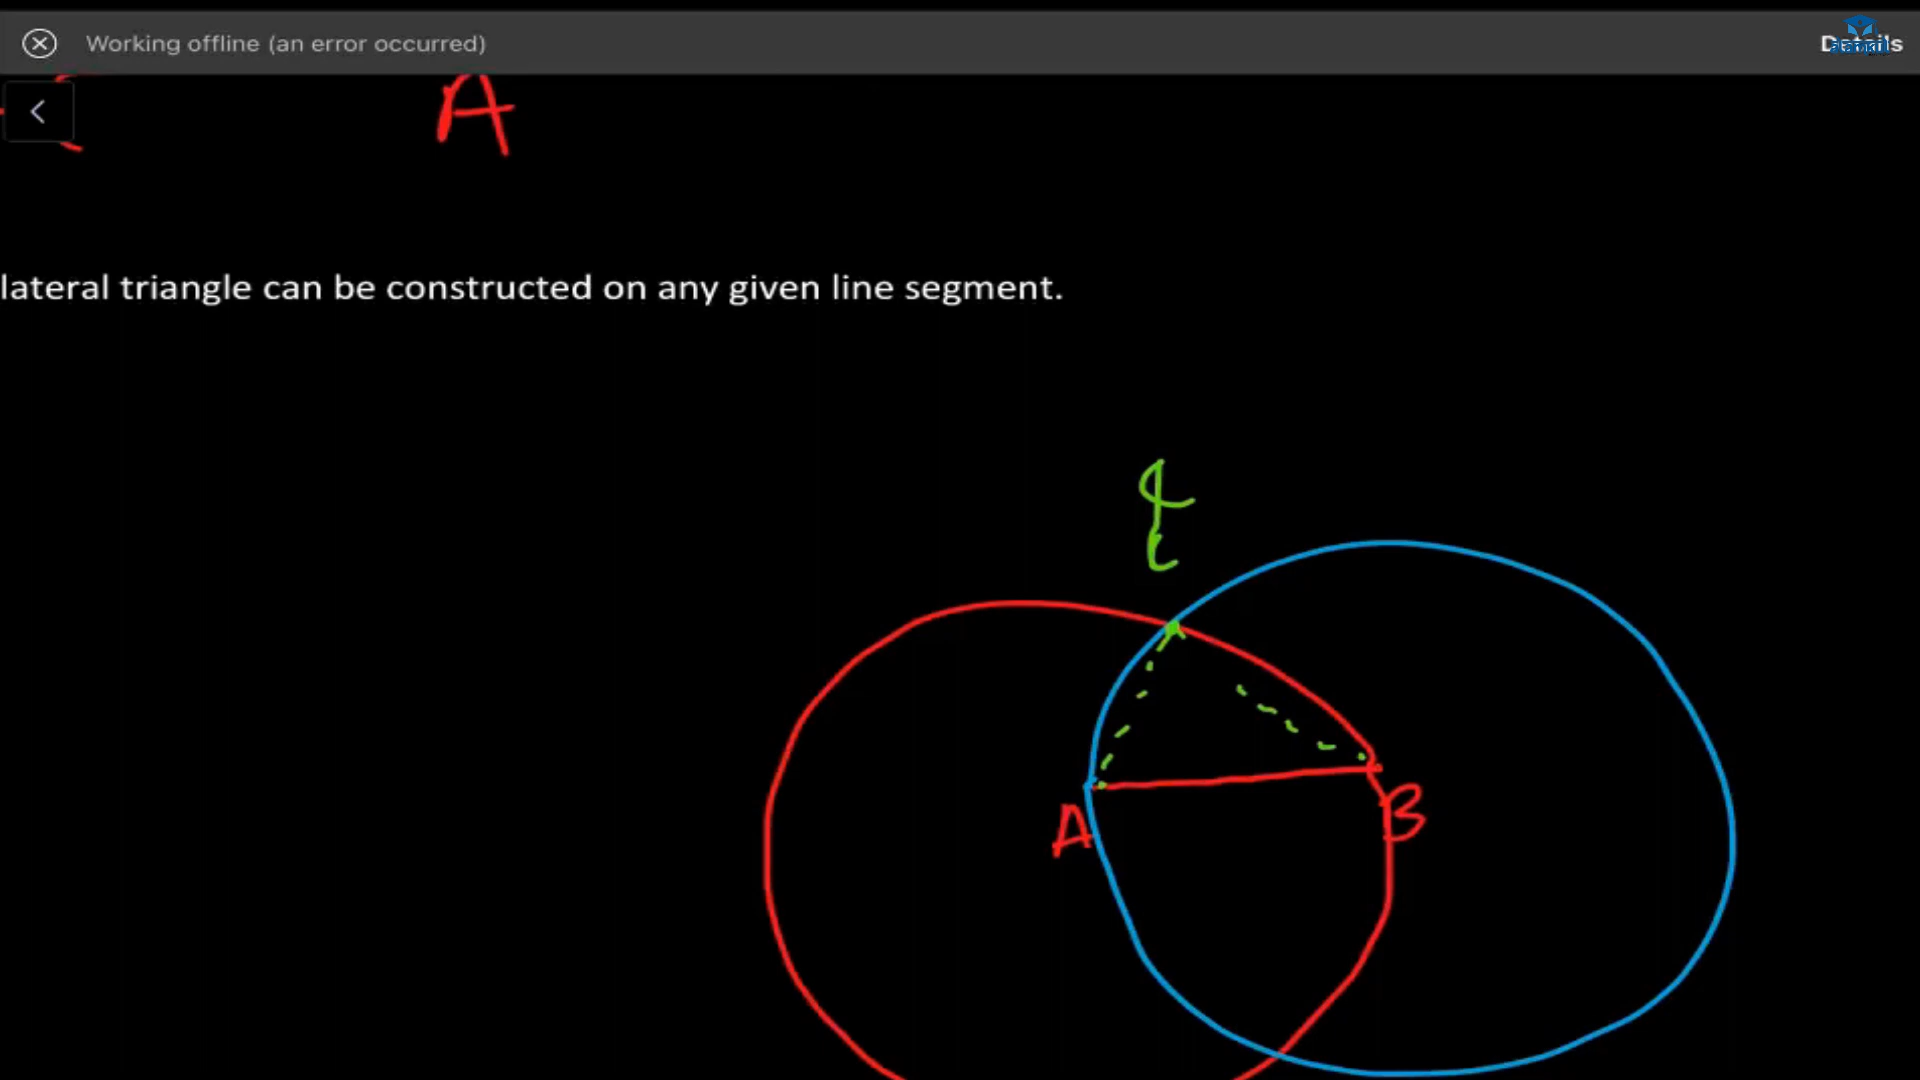 Working offline (an error occurred)
Details
A
lateral triangle can be constructed on any given line segment.
A
B